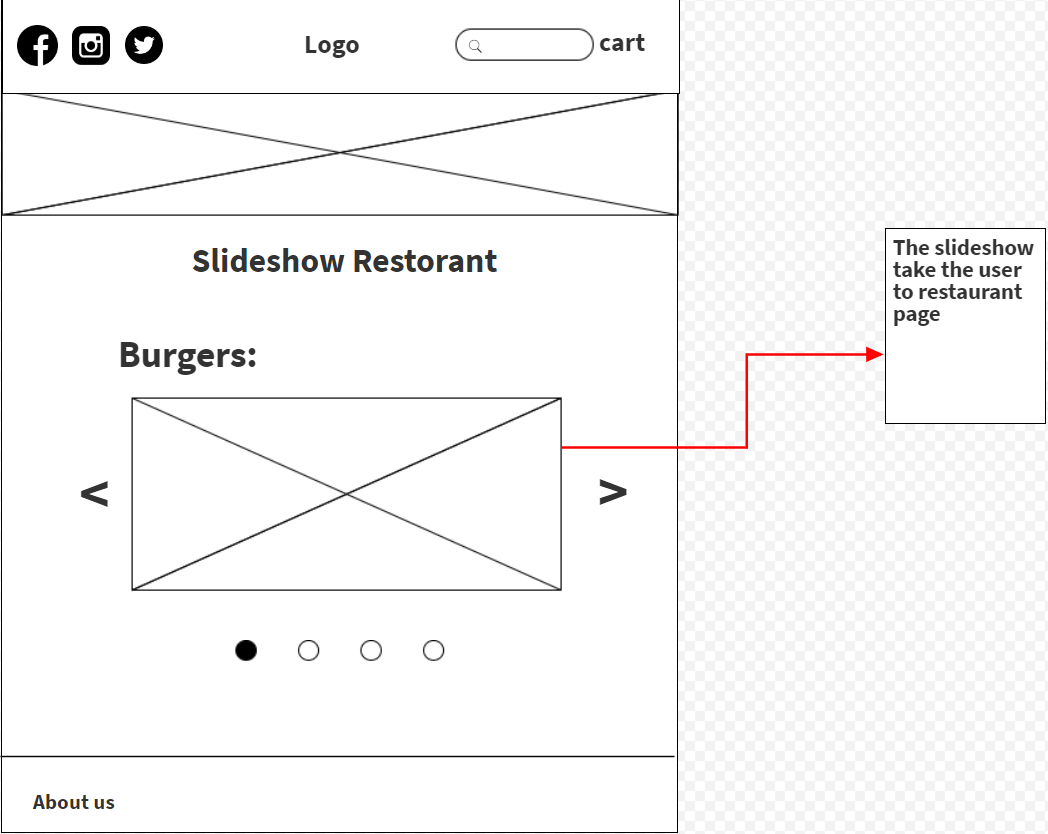 Logo
cart
Slideshow Restorant
Burgers:
< >
The slideshow
take the user
to restaurant
page
About us